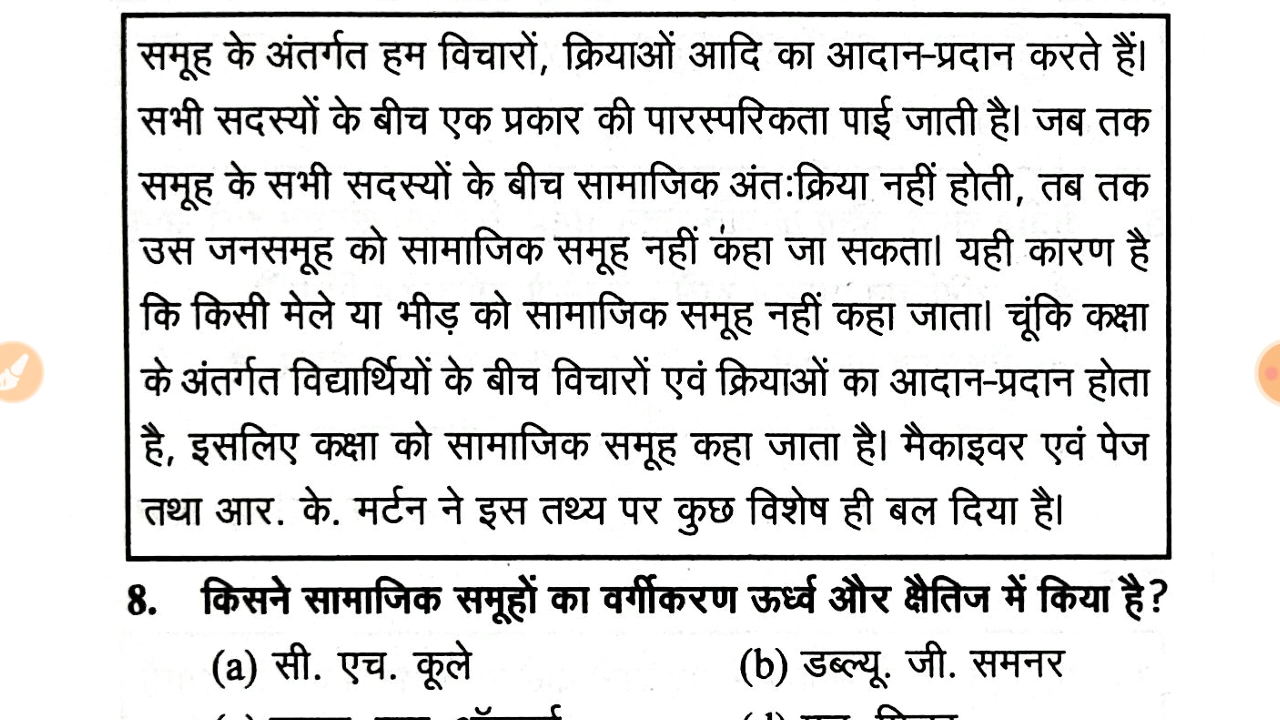 समूह के अंतर्गत हम विचारों, क्रियाओं आदि का आदान-प्रदान करते हैं।
सभी सदस्यों के बीच एक प्रकार की पारस्परिकता पाई जाती है। जब तक
समूह के सभी सदस्यों के बीच सामाजिक अंतःक्रिया नहीं होती, तब तक
उस जनसमूह को सामाजिक समूह नहीं कहा जा सकता। यही कारण है
कि किसी मेले या भीड़ को सामाजिक समूह नहीं कहा जाता। चूंकि कक्षा
के अंतर्गत विद्यार्थियों के बीच विचारों एवं क्रियाओं का आदान-प्रदान होता
है, इसलिए कक्षा को सामाजिक समूह कहा जाता है। मैकाइवर एवं पेज
तथा आर. के. मर्टन ने इस तथ्य पर कुछ विशेष ही बल दिया है।
8. किसने सामाजिक समूहों का वर्गीकरण ऊर्ध्व और क्षैतिज में किया है?
(a) सी. एच. कूले (b) डब्ल्यू. जी. समनर